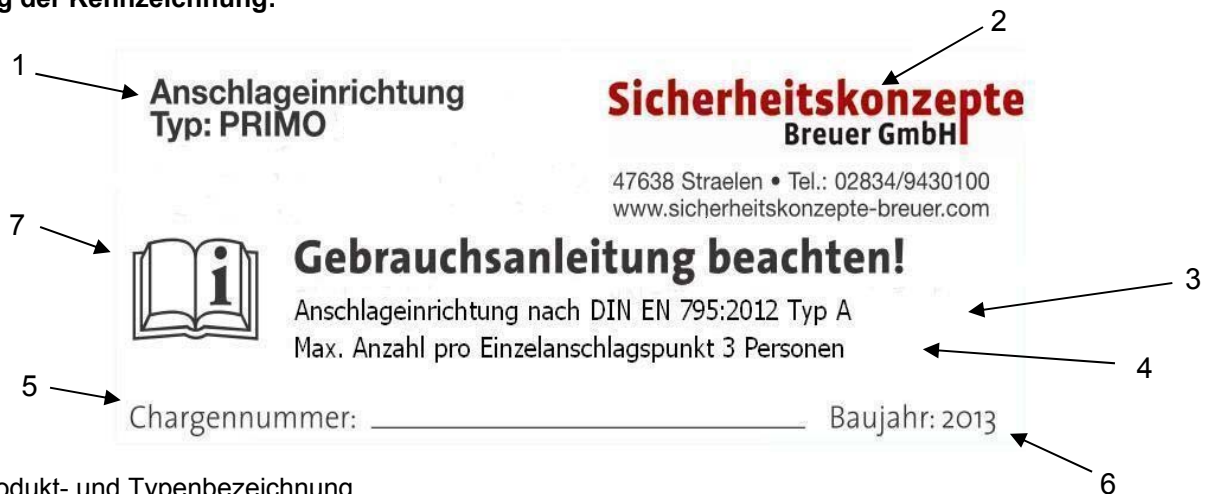 g der Kennzeichnung:
2
1
Anschlageinrichtung
Typ: PRIMO
Sicherheitskonzepte
Breuer GmbH
47638 Straelen • Tel.: 02834/9430100
www.sicherheitskonzepte-breuer.com
7
i
Gebrauchsanleitung beachten!
3
Anschlageinrichtung nach DIN EN 795:2012 Typ A
Max. Anzahl pro Einzelanschlagspunkt 3 Personen
4
5
Chargennummer: ____________________ Baujahr: 2013
6
odukt- und Typenbezeichnung